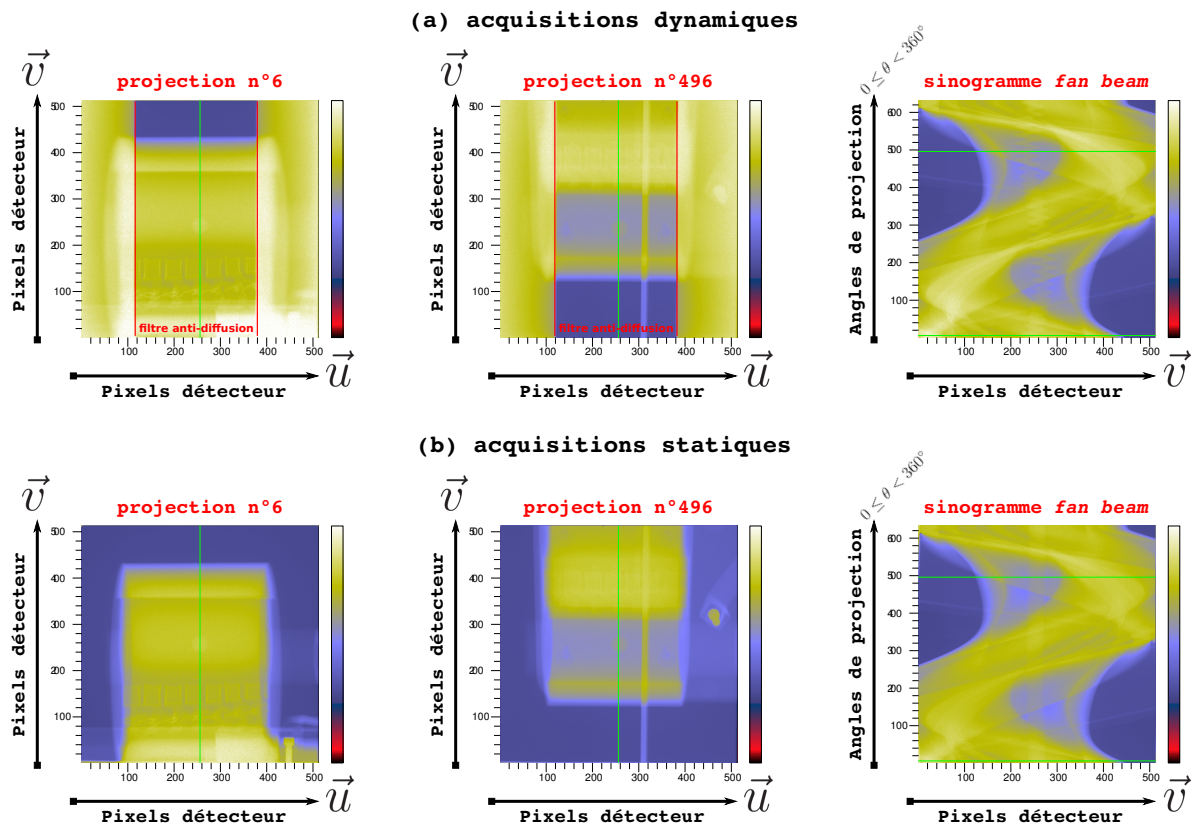 (a) acquisitions dynamiques
projection n°6
projection n°496
sinogramme fan beam
0 ≤ θ < 360°
v
Pixels détecteur
500
400
300
200
100
filtre anti-diffusion
100 200 300 400 500
Pixels détecteur
u
v
Pixels détecteur
500
400
300
200
100
filtre anti-diffusion
100 200 300 400 500
Pixels détecteur
u
Angles de projection
600
500
400
300
200
100
100 200 300 400 500
Pixels détecteur
v
(b) acquisitions statiques
projection n°6
projection n°496
sinogramme fan beam
0 ≤ θ < 360°
v
Pixels détecteur
500
400
300
200
100
100 200 300 400 500
Pixels détecteur
u
v
Pixels détecteur
500
400
300
200
100
100 200 300 400 500
Pixels détecteur
u
Angles de projection
600
500
400
300
200
100
100 200 300 400 500
Pixels détecteur
v